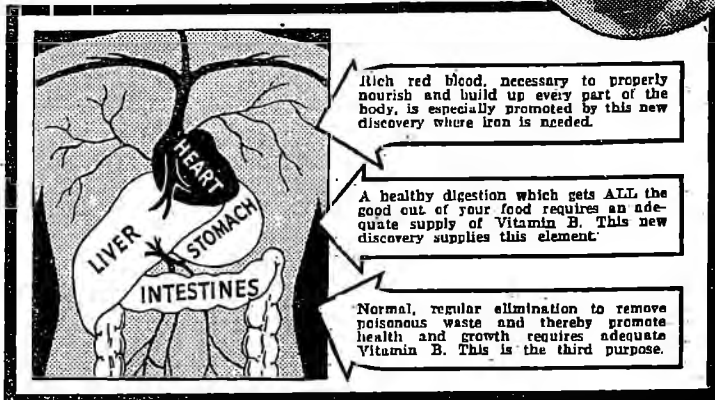 Rich red blood, necessary to properly
nourish and build up every part of the
body, is especially promoted by this new
discovery where iron is needed.
HEART
A healthy digestion which gets ALL the
good out of your food requires an ade-
quate supply of Vitamin B. This new
discovery supplies this element.
LIVER
STOMACH
INTESTINES
Normal, regular elimination to remove
poisonous waste and thereby promote
health and growth requires adequate
Vitamin B. This is the third purpose.